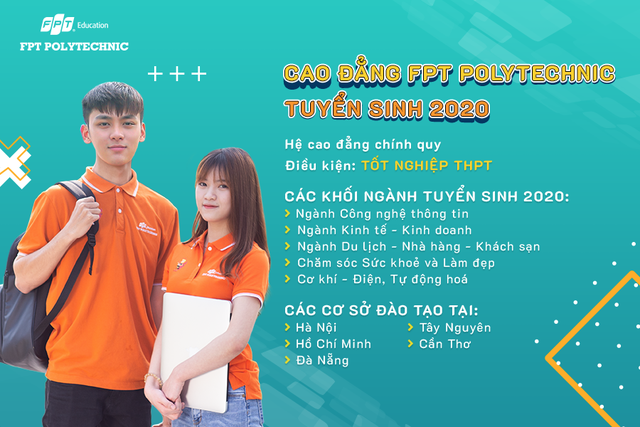 FPT Education
FPT POLYTECHNIC
CAO ĐẲNG FPT POLYTECHNIC
TUYỂN SINH 2020
Hệ cao đẳng chính quy
Điều kiện: TỐT NGHIỆP THPT
CÁC KHỐI NGÀNH TUYỂN SINH 2020:
Ngành Công nghệ thông tin
Ngành Kinh tế - Kinh doanh
Ngành Du lịch - Nhà hàng - Khách sạn
Chăm sóc Sức khoẻ và Làm đẹp
Cơ khí - Điện, Tự động hoá
CÁC CƠ SỞ ĐÀO TẠO TẠI:
Hà Nội
Hồ Chí Minh
Đà Nẵng
Tây Nguyên
Cần Thơ